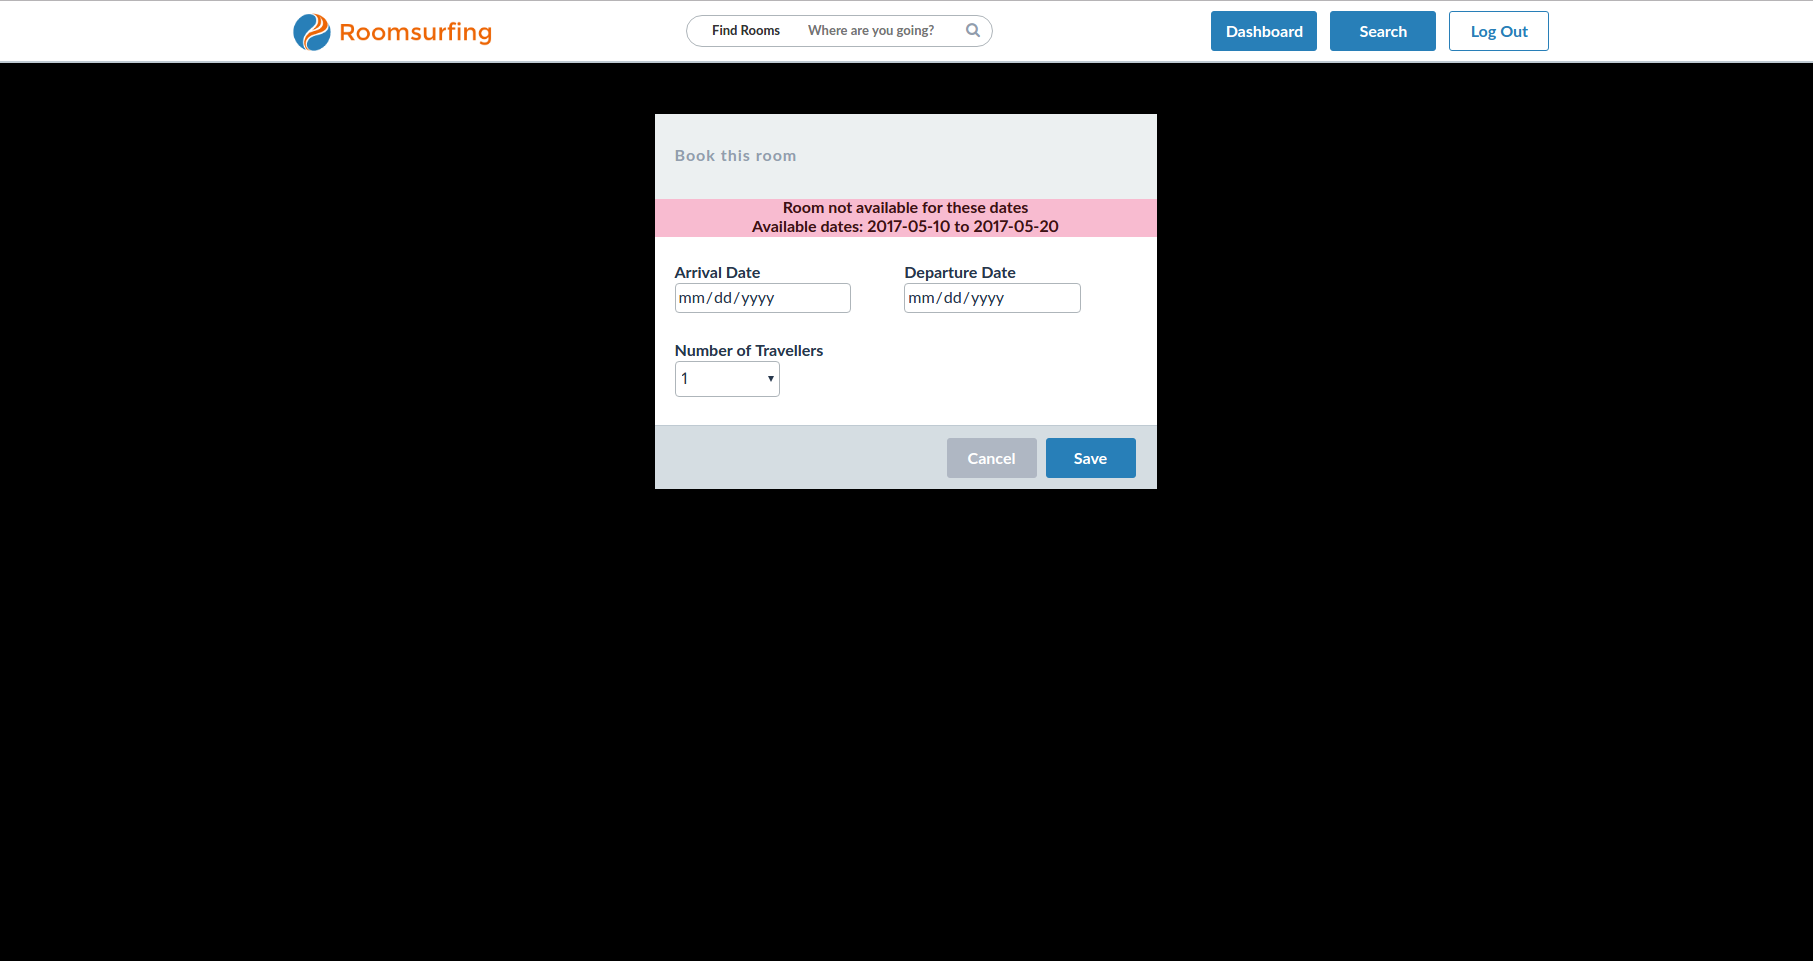 Roomsurfing
Find Rooms Where are you going?
Dashboard
Search
Log Out
Book this room
Room not available for these dates
Available dates: 2017-05-10 to 2017-05-20
Arrival Date
Departure Date
mm/dd/yyyy
mm/dd/yyyy
Number of Travellers
1
Cancel
Save